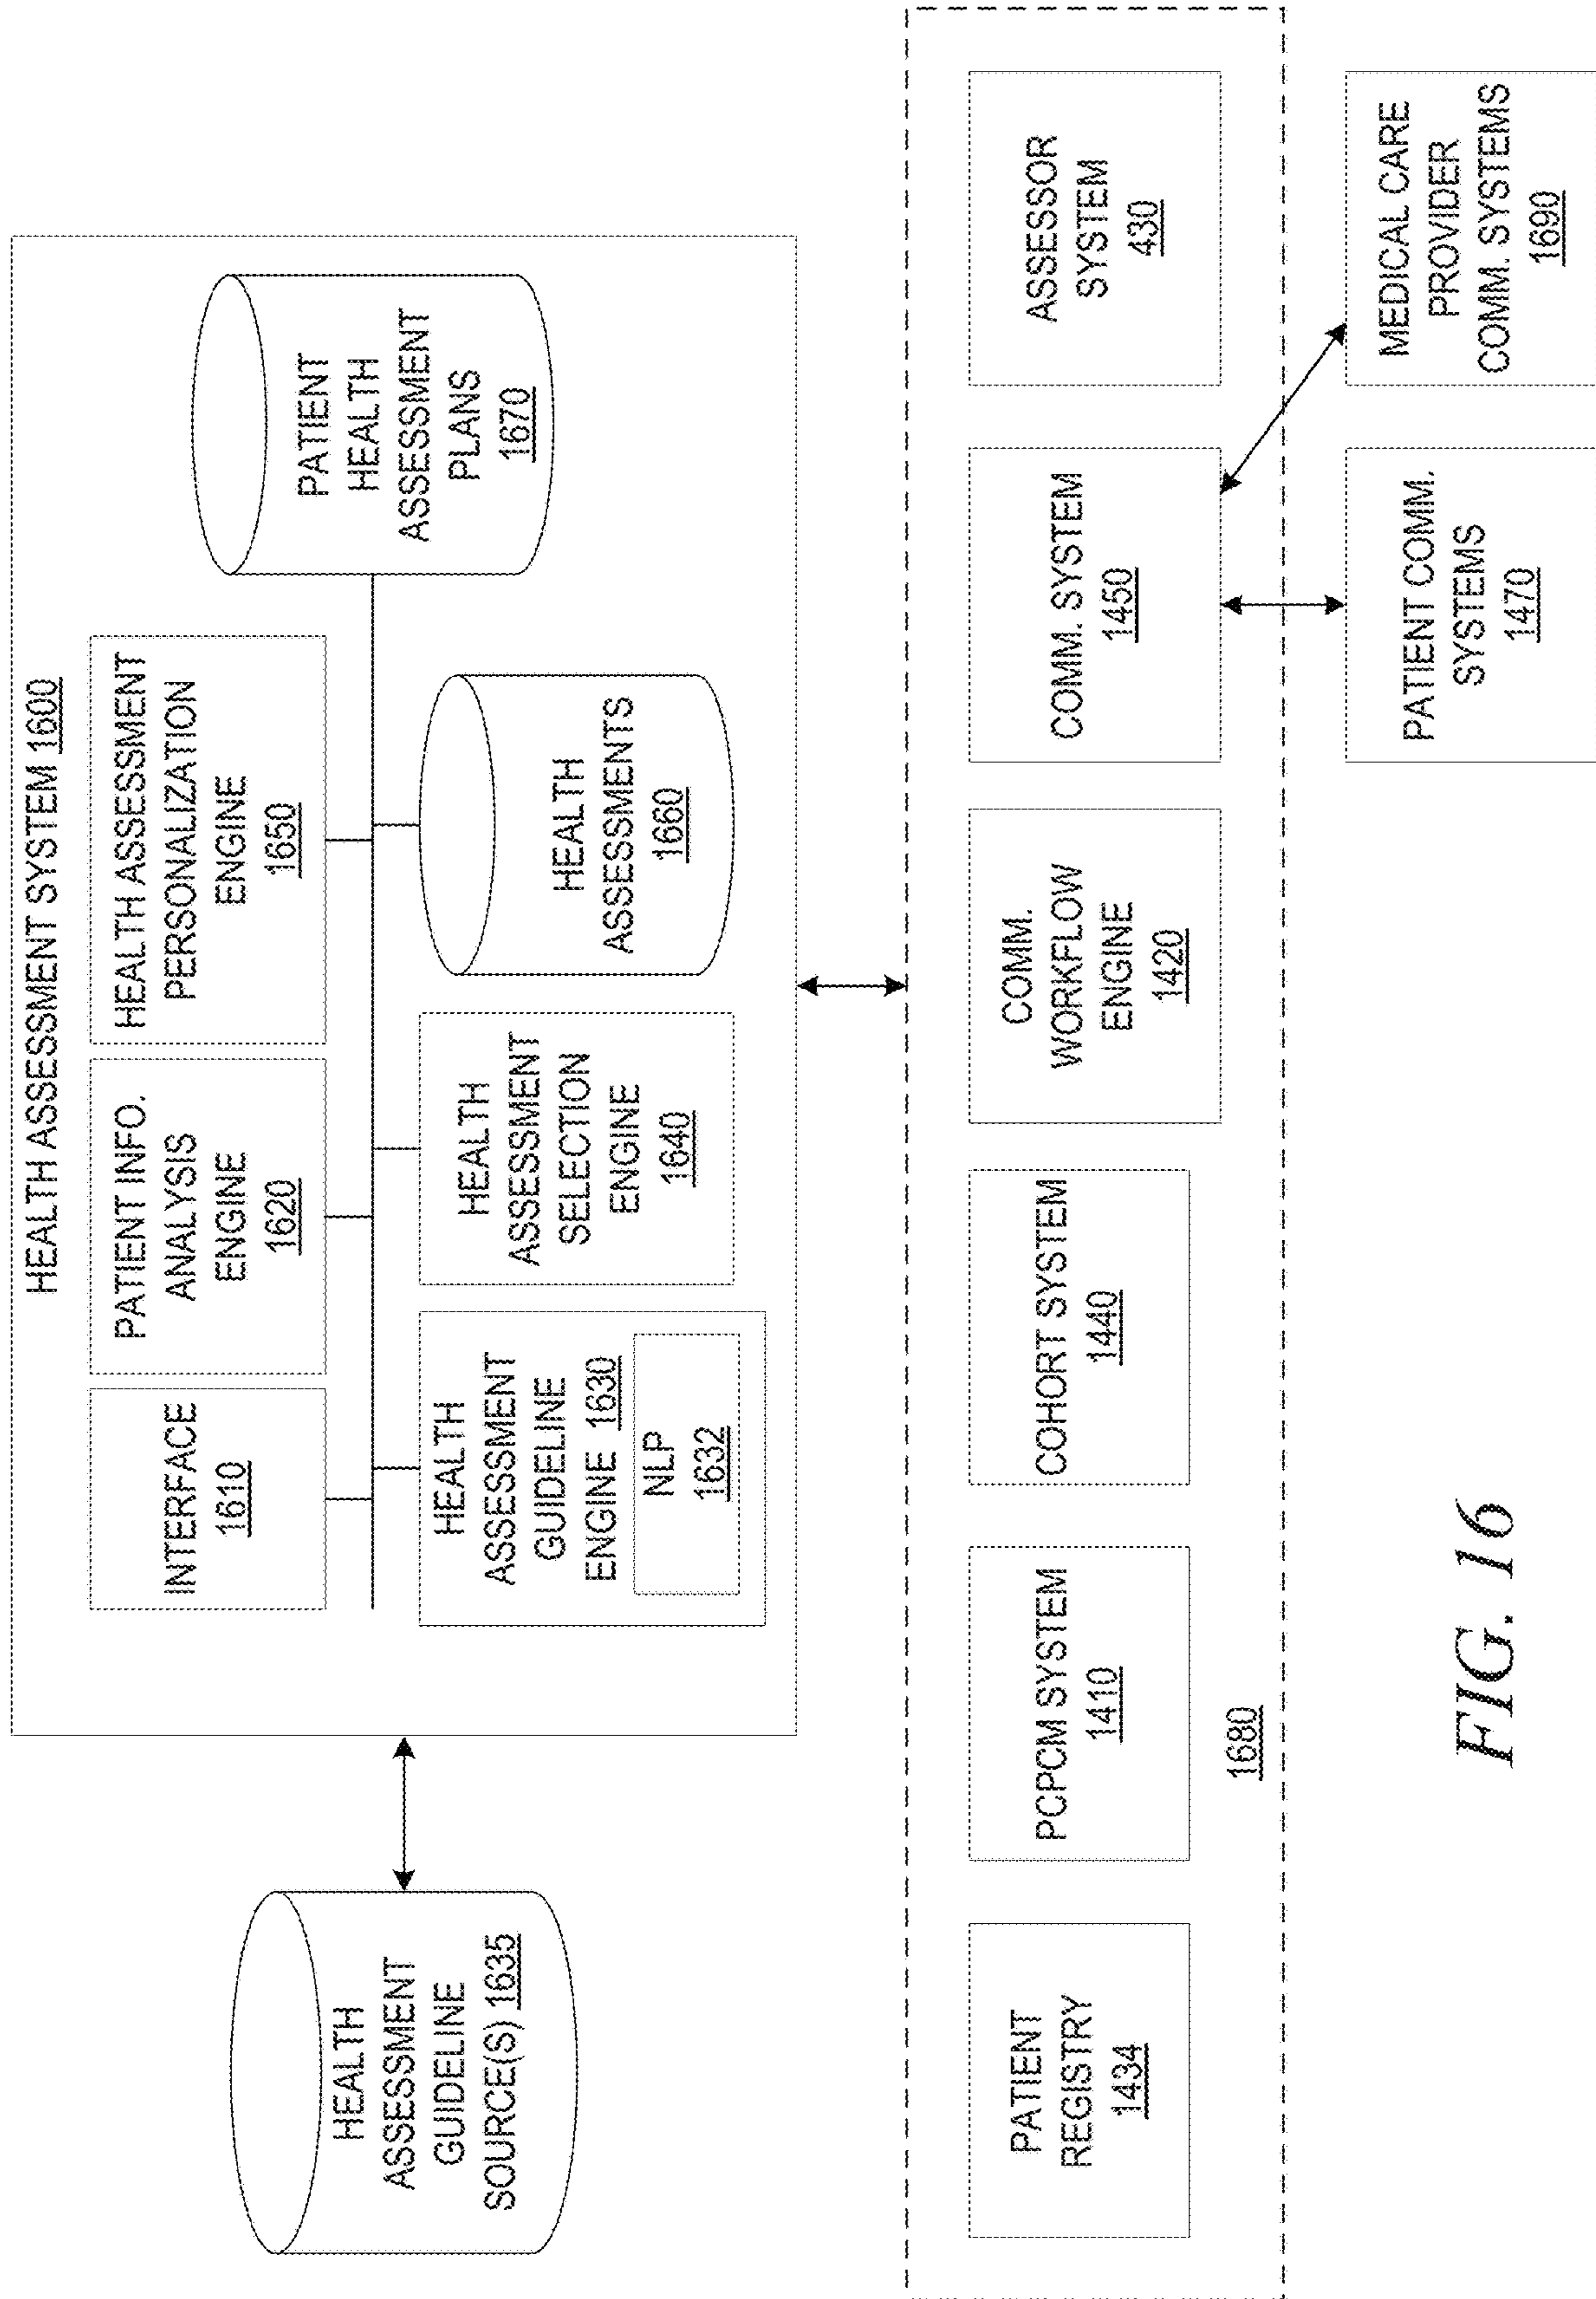 HEALTH ASSESSMENT SYSTEM 1600
HEALTH
ASSESSMENT
GUIDELINE
SOURCE(S) 1635
INTERFACE
1610
PATIENT INFO.
ANALYSIS
ENGINE
1620
HEALTH ASSESSMENT
PERSONALIZATION
ENGINE
1650
HEALTH
ASSESSMENT
GUIDELINE
ENGINE 1630
NLP
1632
HEALTH
ASSESSMENT
SELECTION
ENGINE
1640
HEALTH
ASSESSMENTS
1660
PATIENT
HEALTH
ASSESSMENT
PLANS
1670
PATIENT
REGISTRY
1434
PCPCM SYSTEM
1410
COHORT SYSTEM
1440
COMM.
WORKFLOW
ENGINE
1420
COMM. SYSTEM
1450
ASSESSOR
SYSTEM
430
1680
PATIENT COMM.
SYSTEMS
1470
MEDICAL CARE
PROVIDER
COMM. SYSTEMS
1690
FIG. 16